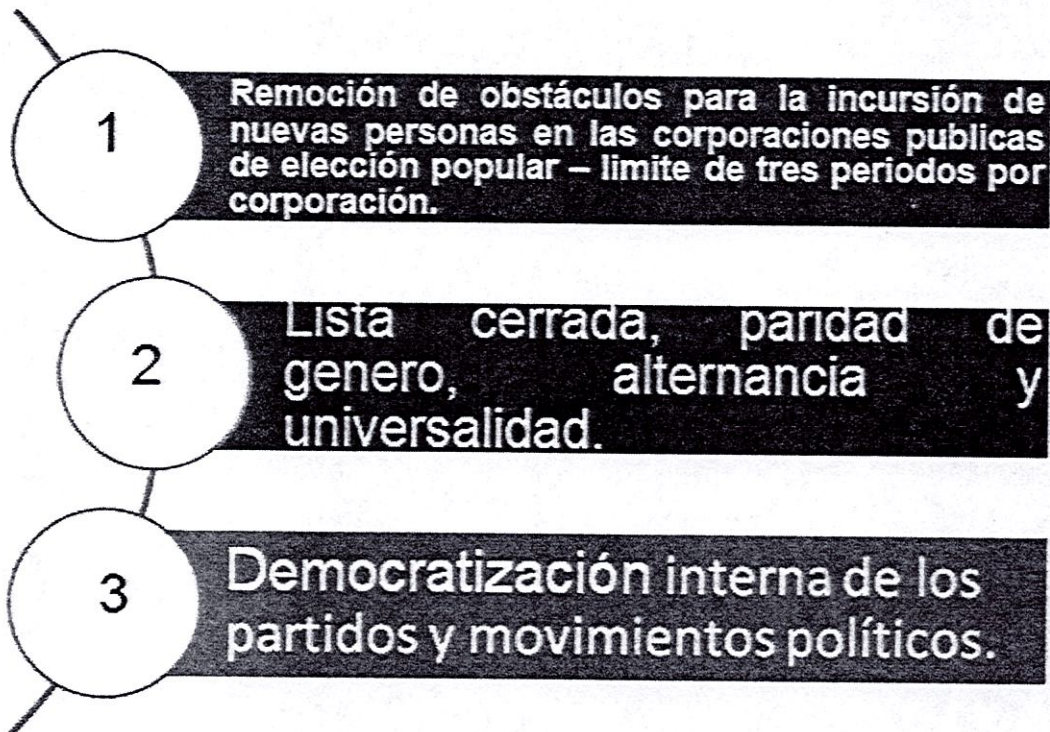 1
Remoción de obstáculos para la incursión de
nuevas personas en las corporaciones publicas
de elección popular – limite de tres periodos por
corporación.
2
Lista cerrada, paridad de
genero, alternancia y
universalidad.
3
Democratización interna de los
partidos y movimientos políticos.